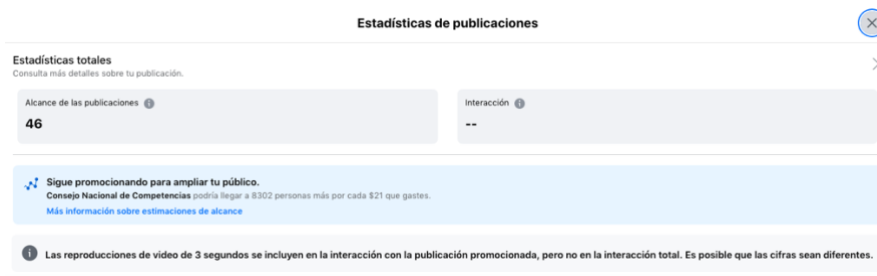 Estadísticas de publicaciones
Estadísticas totales
Consulta más detalles sobre tu publicación.
Alcance de las publicaciones
Interacción
46
--
Sigue promocionando para ampliar tu público.
Consejo Nacional de Competencias podría llegar a 8302 personas más por cada $21 que gastes.
Más información sobre estimaciones de alcance
Las reproducciones de video de 3 segundos se incluyen en la interacción con la publicación promocionada, pero no en la interacción total. Es posible que las cifras sean diferentes.